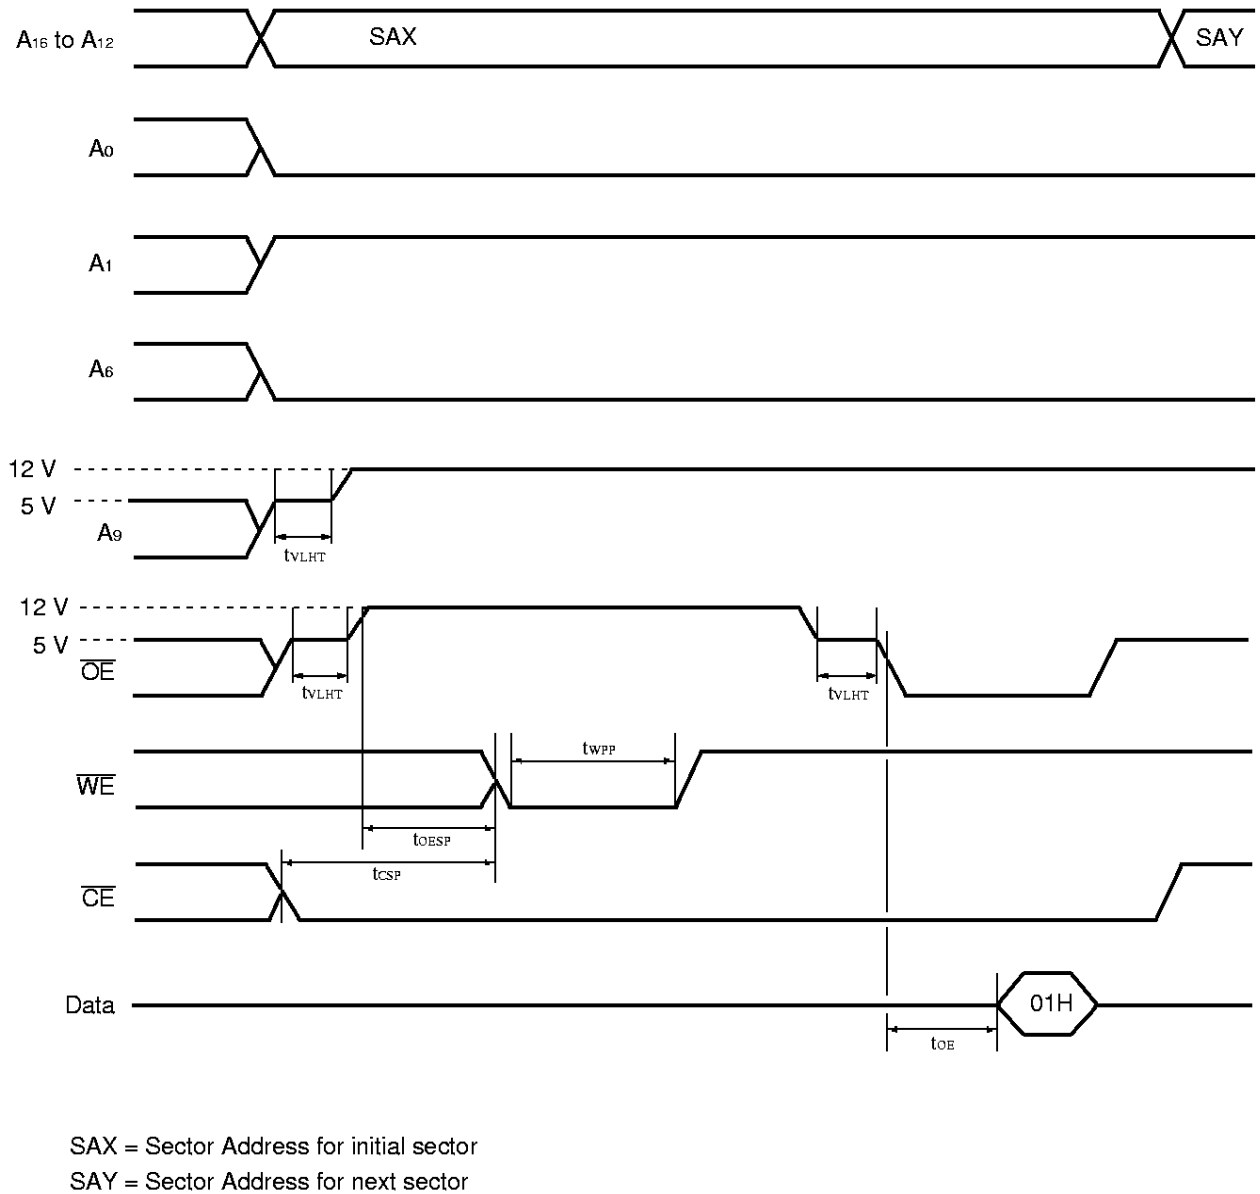 A16 to A12 SAX SAY
A0
A1
A6
12 V
5 V
A9
tVLHT
12 V
5 V
OE
tVLHT tVLHT
tWPP
WE
tOESP
tCSP
CE
Data 01H
tOE
SAX = Sector Address for initial sector
SAY = Sector Address for next sector